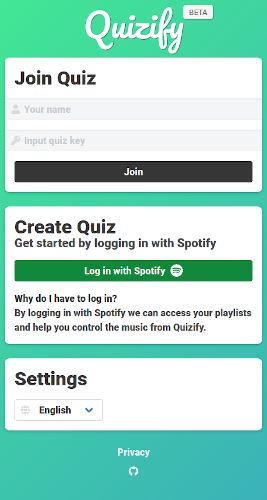 Quizify
BETA
Join Quiz
Your name
Input quiz key
Join
Create Quiz
Get started by logging in with Spotify
Log in with Spotify
Why do I have to log in?
By logging in with Spotify we can access your playlists
and help you control the music from Quizify.
Settings
English
Privacy